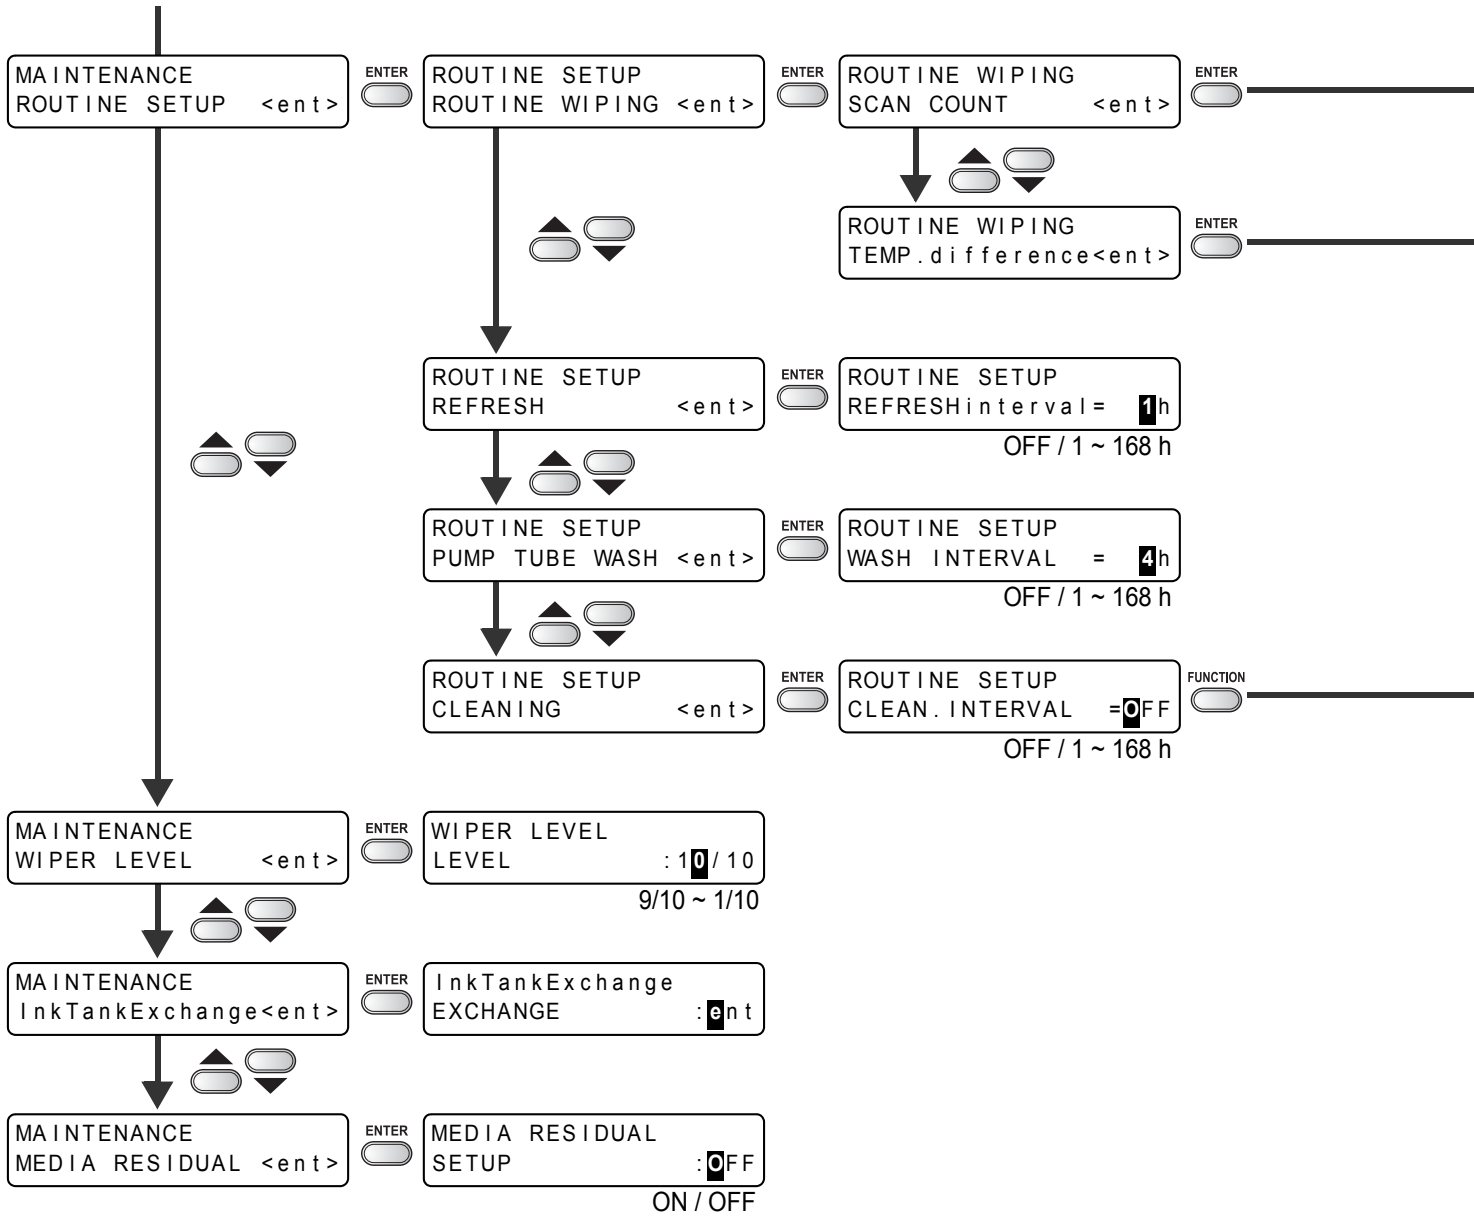 MAINTENANCE
ROUTINE SETUP <ent>
ENTER
ROUTINE SETUP
ROUTINE WIPING <ent>
ENTER
ROUTINE WIPING
SCAN COUNT <ent>
ENTER
ROUTINE WIPING
TEMP.difference<ent>
ENTER
ROUTINE SETUP
REFRESH <ent>
ENTER
ROUTINE SETUP
REFRESHinterval= 1h
OFF / 1 ~ 168 h
ROUTINE SETUP
PUMP TUBE WASH <ent>
ENTER
ROUTINE SETUP
WASH INTERVAL = 4h
OFF / 1 ~ 168 h
ROUTINE SETUP
CLEANING <ent>
ENTER
ROUTINE SETUP
CLEAN.INTERVAL =OFF
FUNCTION
OFF / 1 ~ 168 h
MAINTENANCE
WIPER LEVEL <ent>
ENTER
WIPER LEVEL
LEVEL :10/10
9/10 ~ 1/10
MAINTENANCE
InkTankExchange<ent>
ENTER
InkTankExchange
EXCHANGE :ent
MAINTENANCE
MEDIA RESIDUAL <ent>
ENTER
MEDIA RESIDUAL
SETUP :OFF
ON / OFF